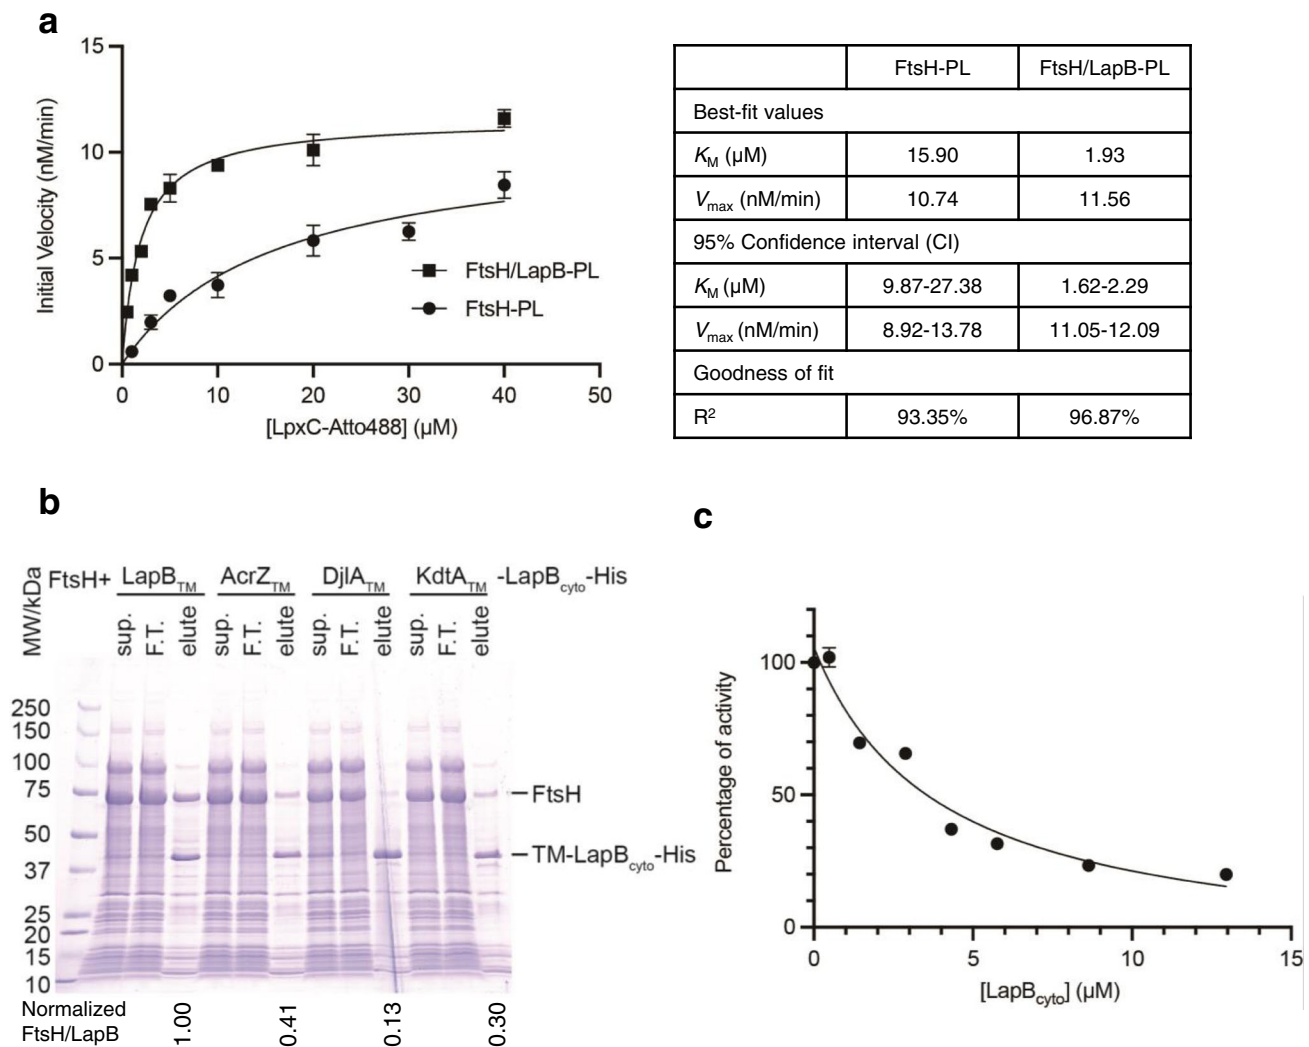 a
15
10
5
0
0 10 20 30 40 50
Initial Velocity (nM/min)
[LpxC-Atto488] (μM)
FtsH/LapB-PL
FtsH-PL
FtsH-PL FtsH/LapB-PL
Best-fit values
KM (μM) 15.90 1.93
Vmax (nM/min) 10.74 11.56
95% Confidence interval (CI)
KM (μM) 9.87-27.38 1.62-2.29
Vmax (nM/min) 8.92-13.78 11.05-12.09
Goodness of fit
R2 93.35% 96.87%
b
MW/kDa
FtsH+ LapBTM AcrZTM DjlATM KdtATM -LapBcyto-His
sup. F.T. elute sup. F.T. elute sup. F.T. elute sup. F.T. elute
250
150
100
75
50
37
25
20
15
10
FtsH
TM-LapBcyto-His
Normalized
FtsH/LapB
1.00 0.41 0.13 0.30
c
100
50
0
0 5 10 15
Percentage of activity
[LapBcyto] (μM)